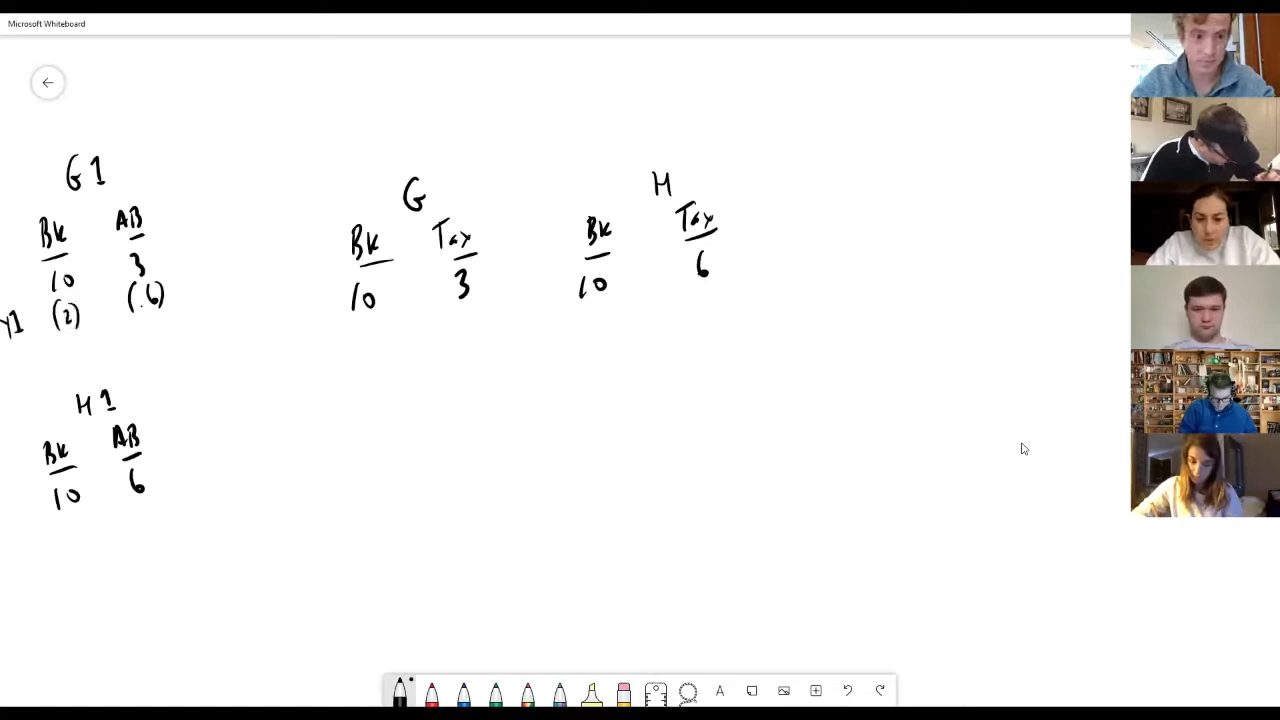 Microsoft Whiteboard
G1
Bk AB
10 3
Y1 (2) (.6)
H1
Bk AB
10 6
G
Bk Tax
10 3
H
Bk Tax
10 6
A